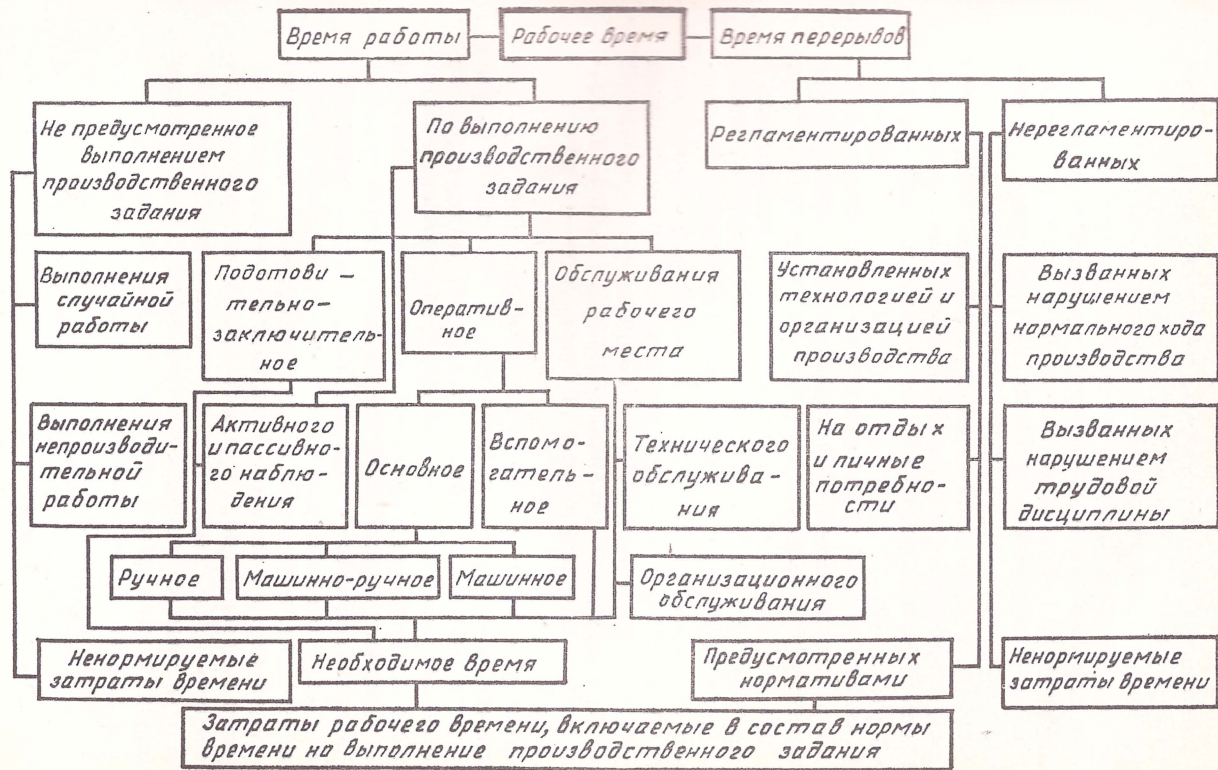 Время работы
Рабочее время
Время перерывов
Не предусмотренное
выполнением
производственного
задания
По выполнению
производственного
задания
Регламентированных
Нерегламентиро-
ванных
Выполнения
случайной
работы
Подотови –
тельно-
заключитель-
ное
Оператив-
ное
Обслуживания
рабочего
места
Установленных
технологией и
организацией
производства
Вызванных
нарушением
нормального хода
производства
Выполнения
непроизводи-
тельной
работы
Активного
и пассивно-
го наблю-
дения
Основное
Вспомо-
гатель-
ное
Технического
обслужива-
ния
На отдых
и личные
потребно-
сти
Вызванных
нарушением
трудовой
дисциплины
Ручное
Машинно-ручное
Машинное
Организационного
обслуживания
Ненормируемые
затраты времени
Необходимое время
Предусмотренных
нормативами
Ненормируемые
затраты времени
Затраты рабочего времени, включаемые в состав нормы
времени на выполнение производственного задания